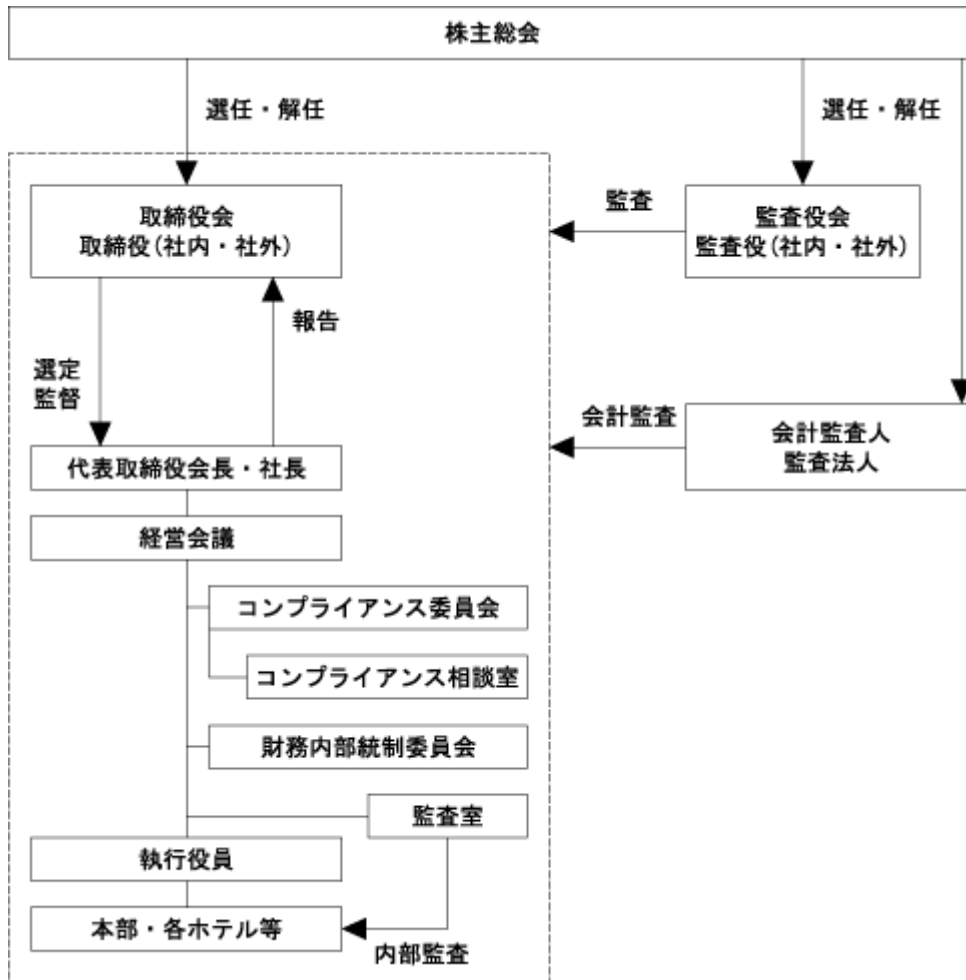 株主総会
選任・解任
選任・解任
取締役会
取締役(社内・社外)
監査
監査役会
監査役(社内・社外)
報告
選定
監督
会計監査
会計監査人
監査法人
代表取締役会長・社長
経営会議
コンプライアンス委員会
コンプライアンス相談室
財務内部統制委員会
監査室
執行役員
本部・各ホテル等
内部監査